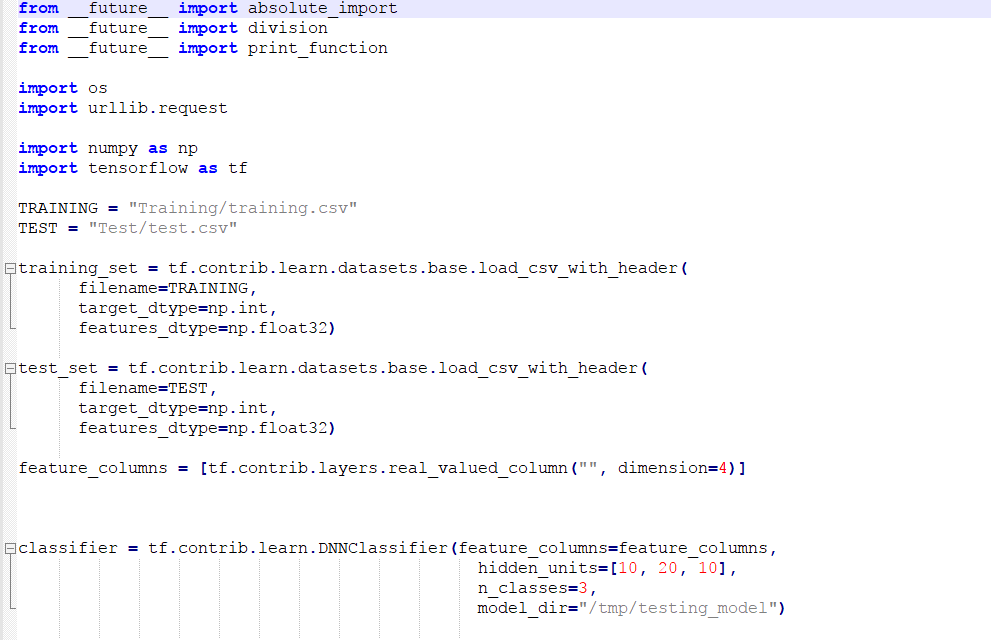 from __future__ import absolute_import
from __future__ import division
from __future__ import print_function
import os
import urllib.request
import numpy as np
import tensorflow as tf
TRAINING = "Training/training.csv"
TEST = "Test/test.csv"
training_set = tf.contrib.learn.datasets.base.load_csv_with_header(
filename=TRAINING,
target_dtype=np.int,
features_dtype=np.float32)
test_set = tf.contrib.learn.datasets.base.load_csv_with_header(
filename=TEST,
target_dtype=np.int,
features_dtype=np.float32)
feature_columns = [tf.contrib.layers.real_valued_column("", dimension=4)]
classifier = tf.contrib.learn.DNNClassifier(feature_columns=feature_columns,
hidden_units=[10, 20, 10],
n_classes=3,
model_dir="/tmp/testing_model")